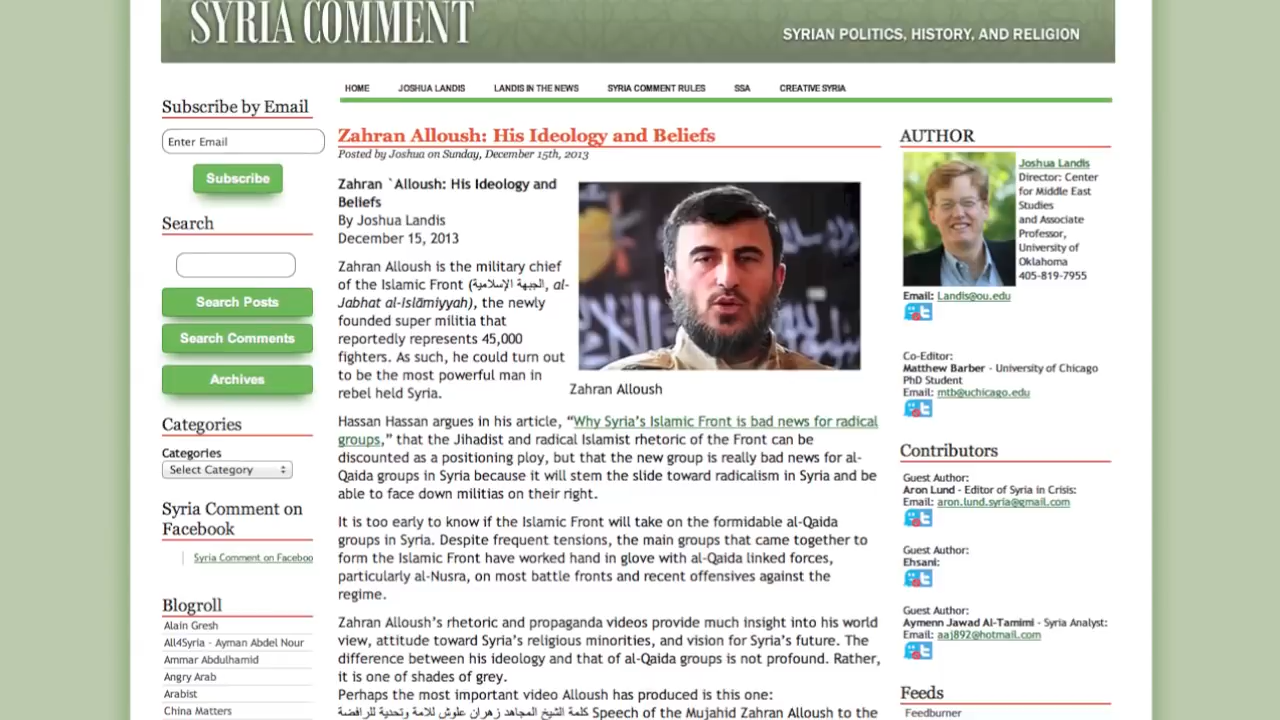 SYRIA COMMENT
SYRIAN POLITICS, HISTORY, AND RELIGION
HOME
JOSHUA LANDIS
LANDIS IN THE NEWS
SYRIA COMMENT RULES
SSA
CREATIVE SYRIA
Subscribe by Email
Enter Email
Subscribe
Search
Search Posts
Search Comments
Archives
Categories
Categories
Select Category
Syria Comment on
Facebook
Syria Comment on Faceboo
Blogroll
Alain Gresh
All4Syria - Ayman Abdel Nour
Ammar Abdulhamid
Angry Arab
Arabist
China Matters
Zahran Alloush: His Ideology and Beliefs
Posted by Joshua on Sunday, December 15th, 2013
Zahran `Alloush: His Ideology and
Beliefs
By Joshua Landis
December 15, 2013
Zahran Alloush is the military chief
of the Islamic Front (الجبهة الإسلامية, al-
Jabhat al-Islāmiyyah), the newly
founded super militia that
reportedly represents 45,000
fighters. As such, he could turn out
to be the most powerful man in
rebel held Syria.
Zahran Alloush
Hassan Hassan argues in his article, “Why Syria’s Islamic Front is bad news for radical
groups,” that the Jihadist and radical Islamist rhetoric of the Front can be
discounted as a positioning ploy, but that the new group is really bad news for al-
Qaida groups in Syria because it will stem the slide toward radicalism in Syria and be
able to face down militias on their right.
It is too early to know if the Islamic Front will take on the formidable al-Qaida
groups in Syria. Despite frequent tensions, the main groups that came together to
form the Islamic Front have worked hand in glove with al-Qaida linked forces,
particularly al-Nusra, on most battle fronts and recent offensives against the
regime.
Zahran Alloush’s rhetoric and propaganda videos provide much insight into his world
view, attitude toward Syria’s religious minorities, and vision for Syria’s future. The
difference between his ideology and that of al-Qaida groups is not profound. Rather,
it is one of shades of grey.
Perhaps the most important video Alloush has produced is this one:
كلمة الشيخ المجاهد زهران علوش للامة وتحدية للرافضة Speech of the Mujahid Zahran Alloush to the
AUTHOR
Joshua Landis
Director: Center
for Middle East
Studies
and Associate
Professor,
University of
Oklahoma
405-819-7955
Email: Landis@ou.edu
Co-Editor:
Matthew Barber - University of Chicago
PhD Student
Email: mtb@uchicago.edu
Contributors
Guest Author:
Aron Lund - Editor of Syria in Crisis:
Email: aron.lund.syria@gmail.com
Guest Author:
Ehsani:
Guest Author:
Aymenn Jawad Al-Tamimi - Syria Analyst:
Email: aaj892@hotmail.com
Feeds
Feedburner